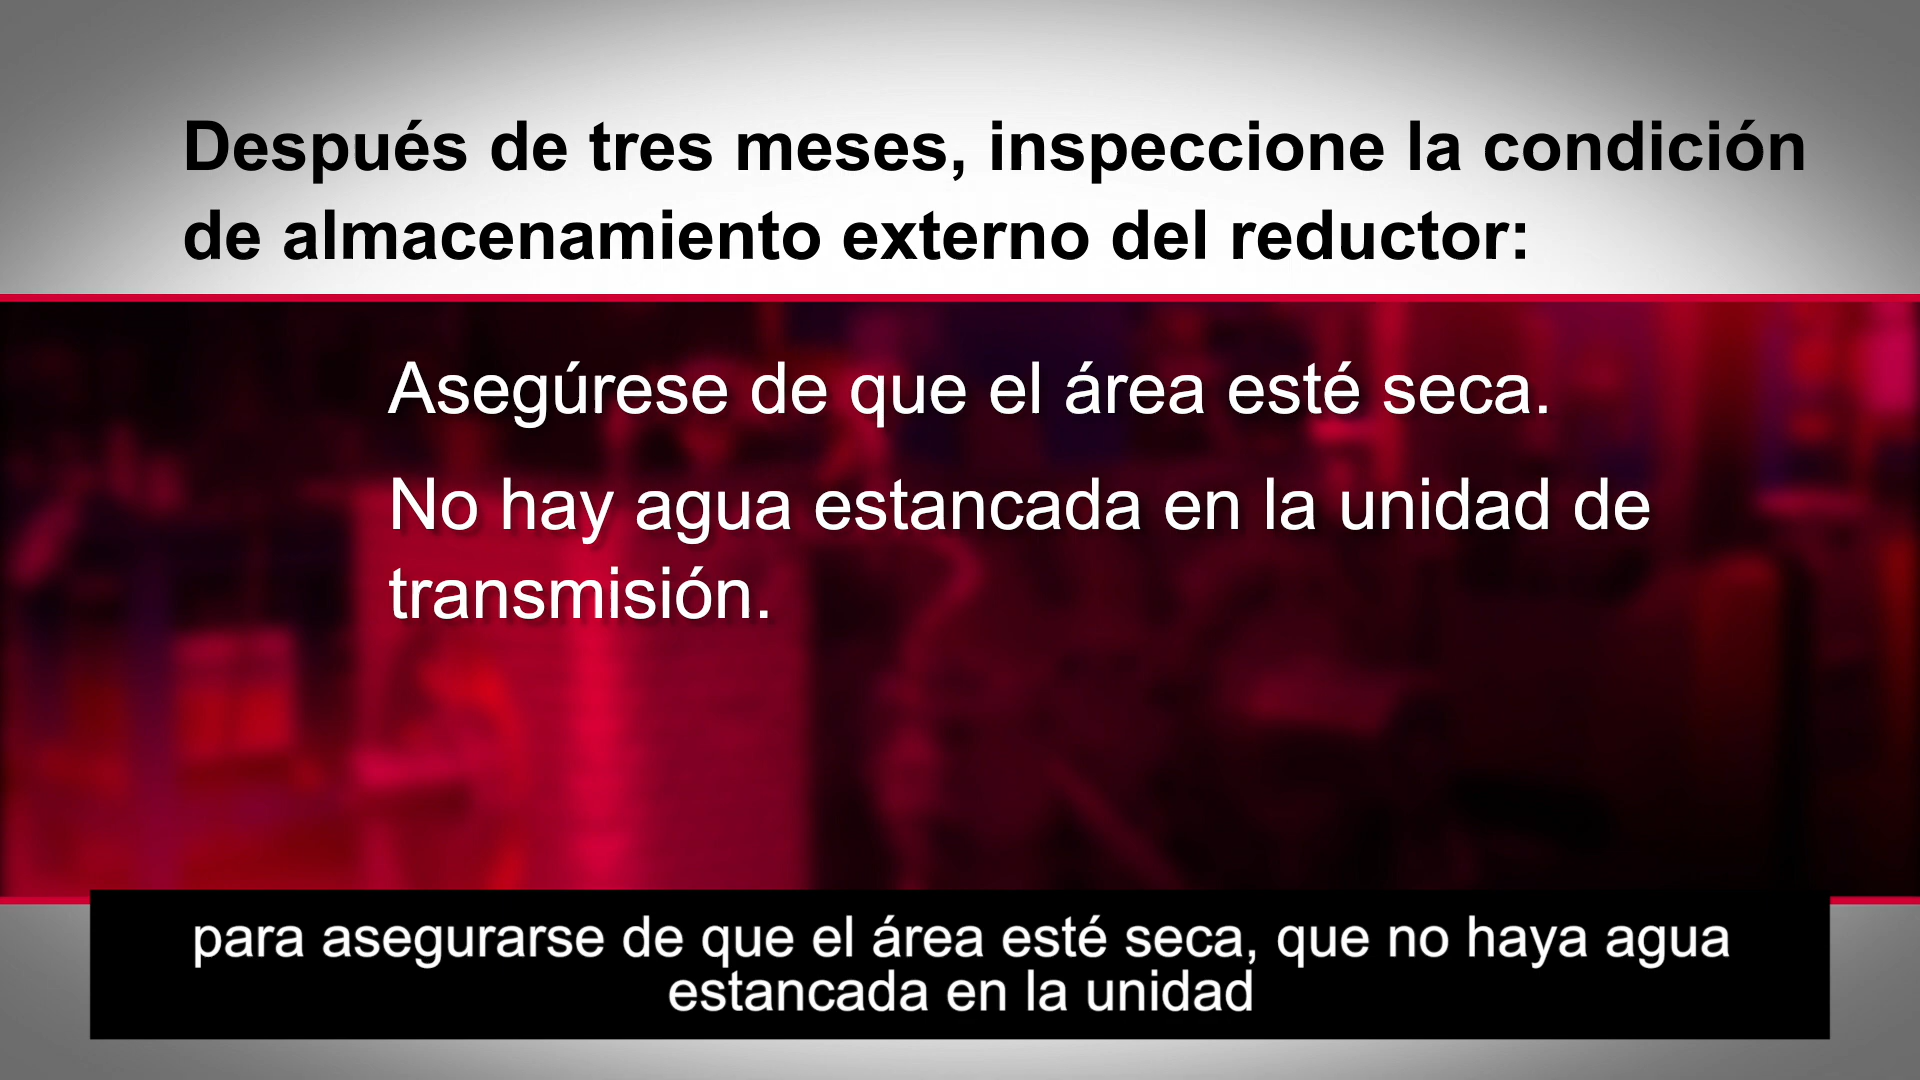 Después de tres meses, inspeccione la condición
de almacenamiento externo del reductor:
Asegúrese de que el área esté seca.
No hay agua estancada en la unidad de
transmisión.
para asegurarse de que el área esté seca, que no haya agua
estancada en la unidad